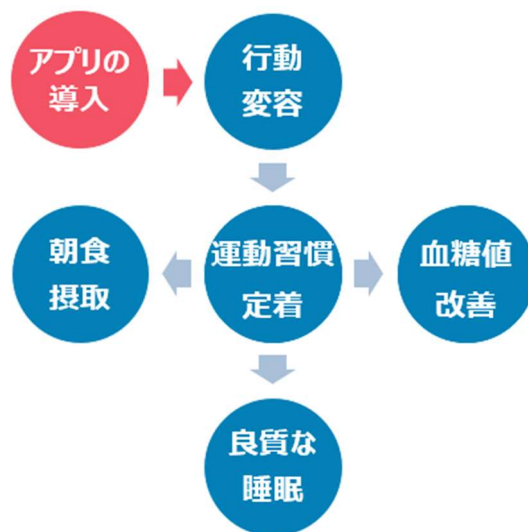 アプリの
導入
行動
変容
朝食
摂取
運動習慣
定着
血糖値
改善
良質な
睡眠